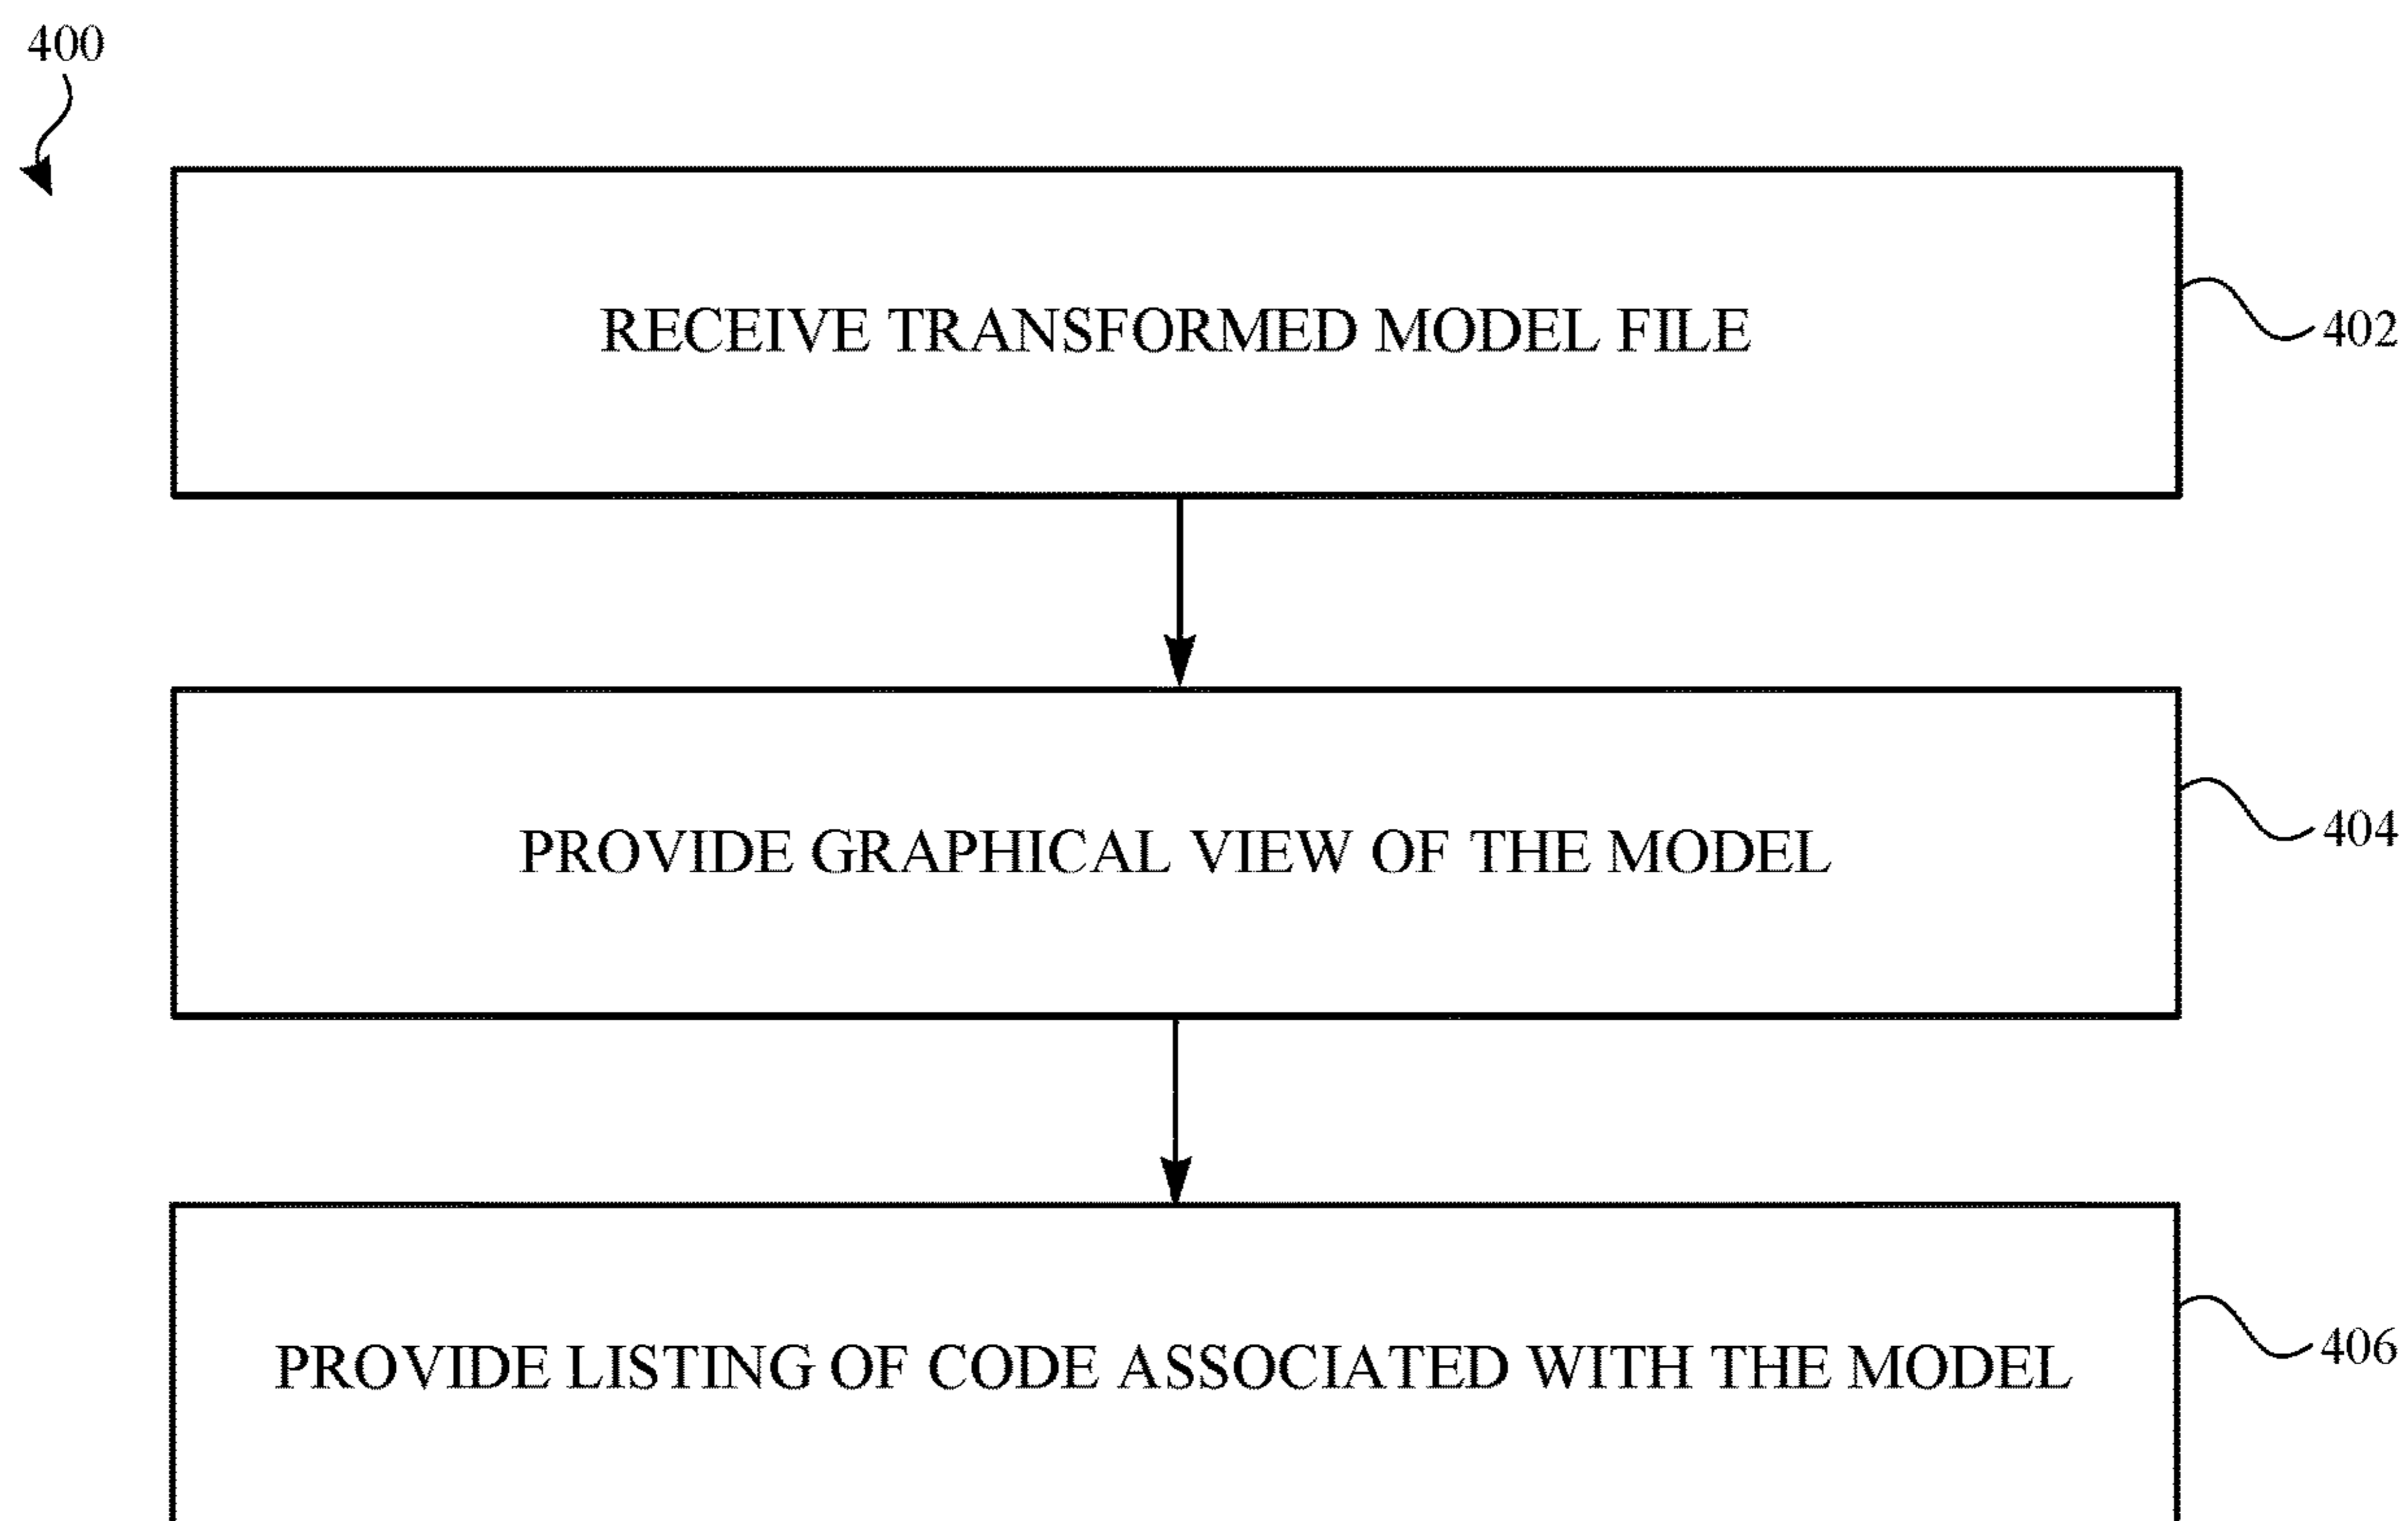 400
RECEIVE TRANSFORMED MODEL FILE
402
PROVIDE GRAPHICAL VIEW OF THE MODEL
404
PROVIDE LISTING OF CODE ASSOCIATED WITH THE MODEL
406